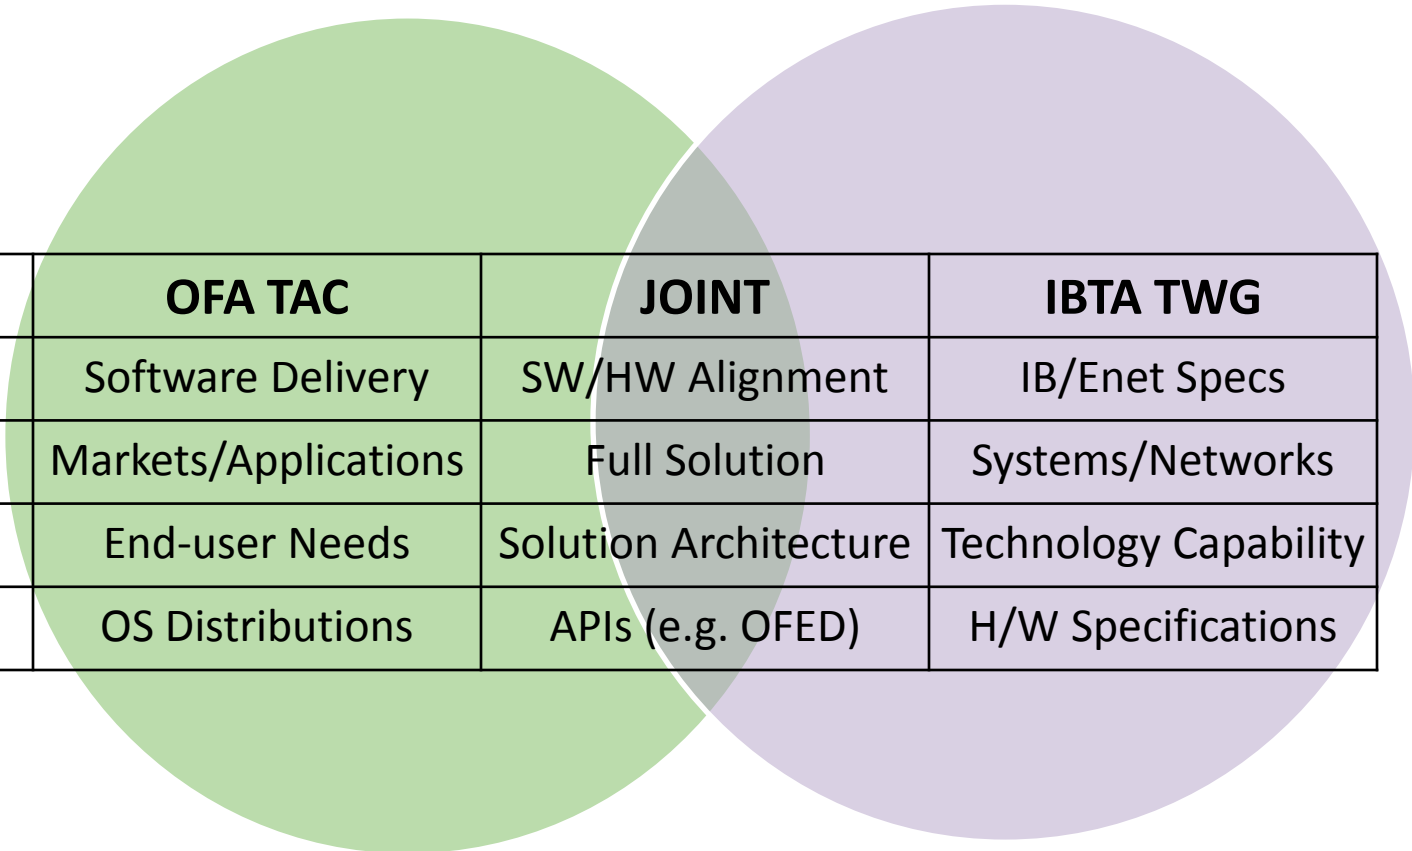 OFA TAC JOINT IBTA TWG
Software Delivery SW/HW Alignment IB/Enet Specs
Markets/Applications Full Solution Systems/Networks
End-user Needs Solution Architecture Technology Capability
OS Distributions APIs (e.g. OFED) H/W Specifications